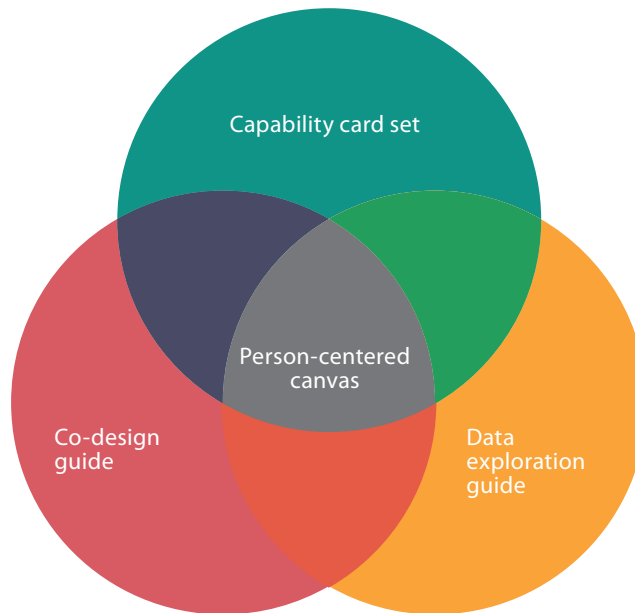 Capability card set
Person-centered
canvas
Co-design
guide
Data
exploration
guide